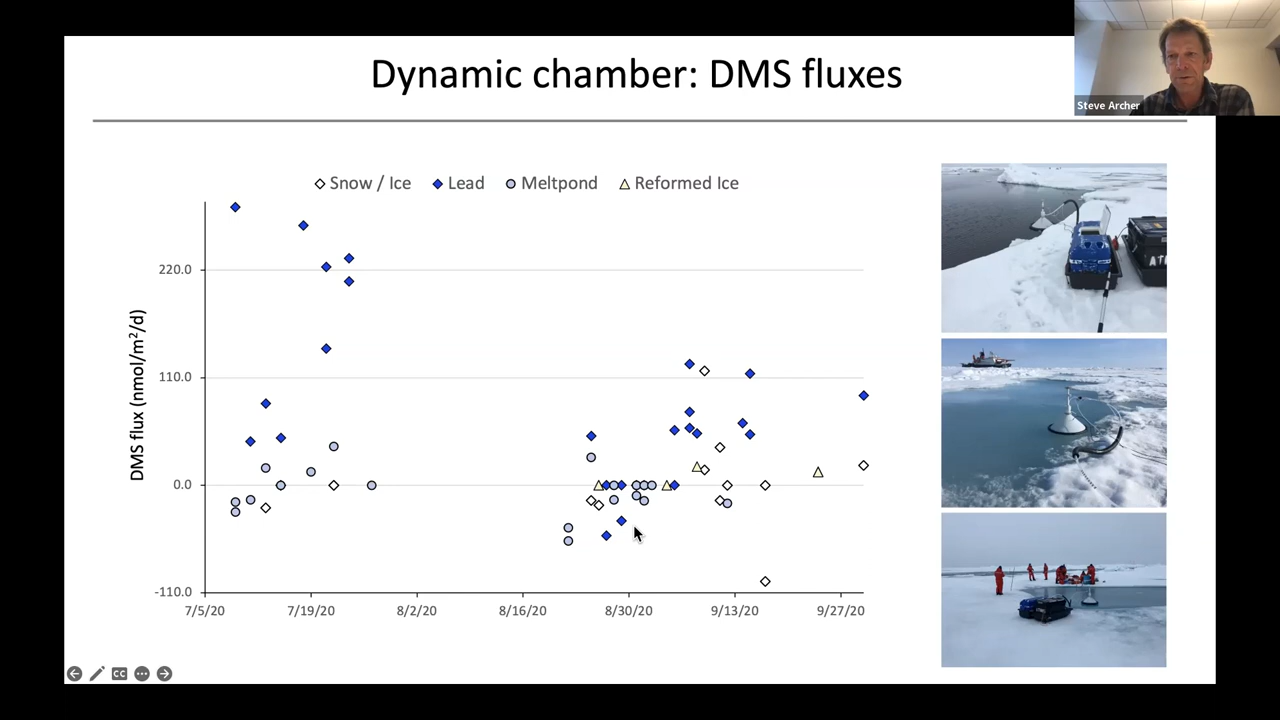 Dynamic chamber: DMS fluxes
Steve Archer
Snow / Ice Lead Meltpond Reformed Ice
DMS flux (nmol/m²/d)
220.0
110.0
0.0
-110.0
7/5/20 7/19/20 8/2/20 8/16/20 8/30/20 9/13/20 9/27/20
CC